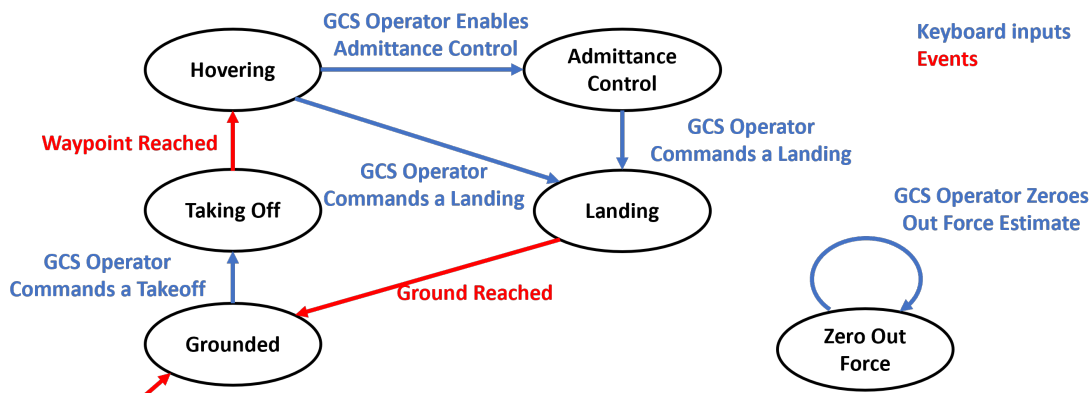 GCS Operator Enables
Admittance Control
Keyboard inputs
Events
Hovering
Admittance
Control
Waypoint Reached
GCS Operator
Commands a Landing
GCS Operator
Commands a Landing
Taking Off
Landing
GCS Operator Zeroes
Out Force Estimate
GCS Operator
Commands a Takeoff
Ground Reached
Grounded
Zero Out
Force